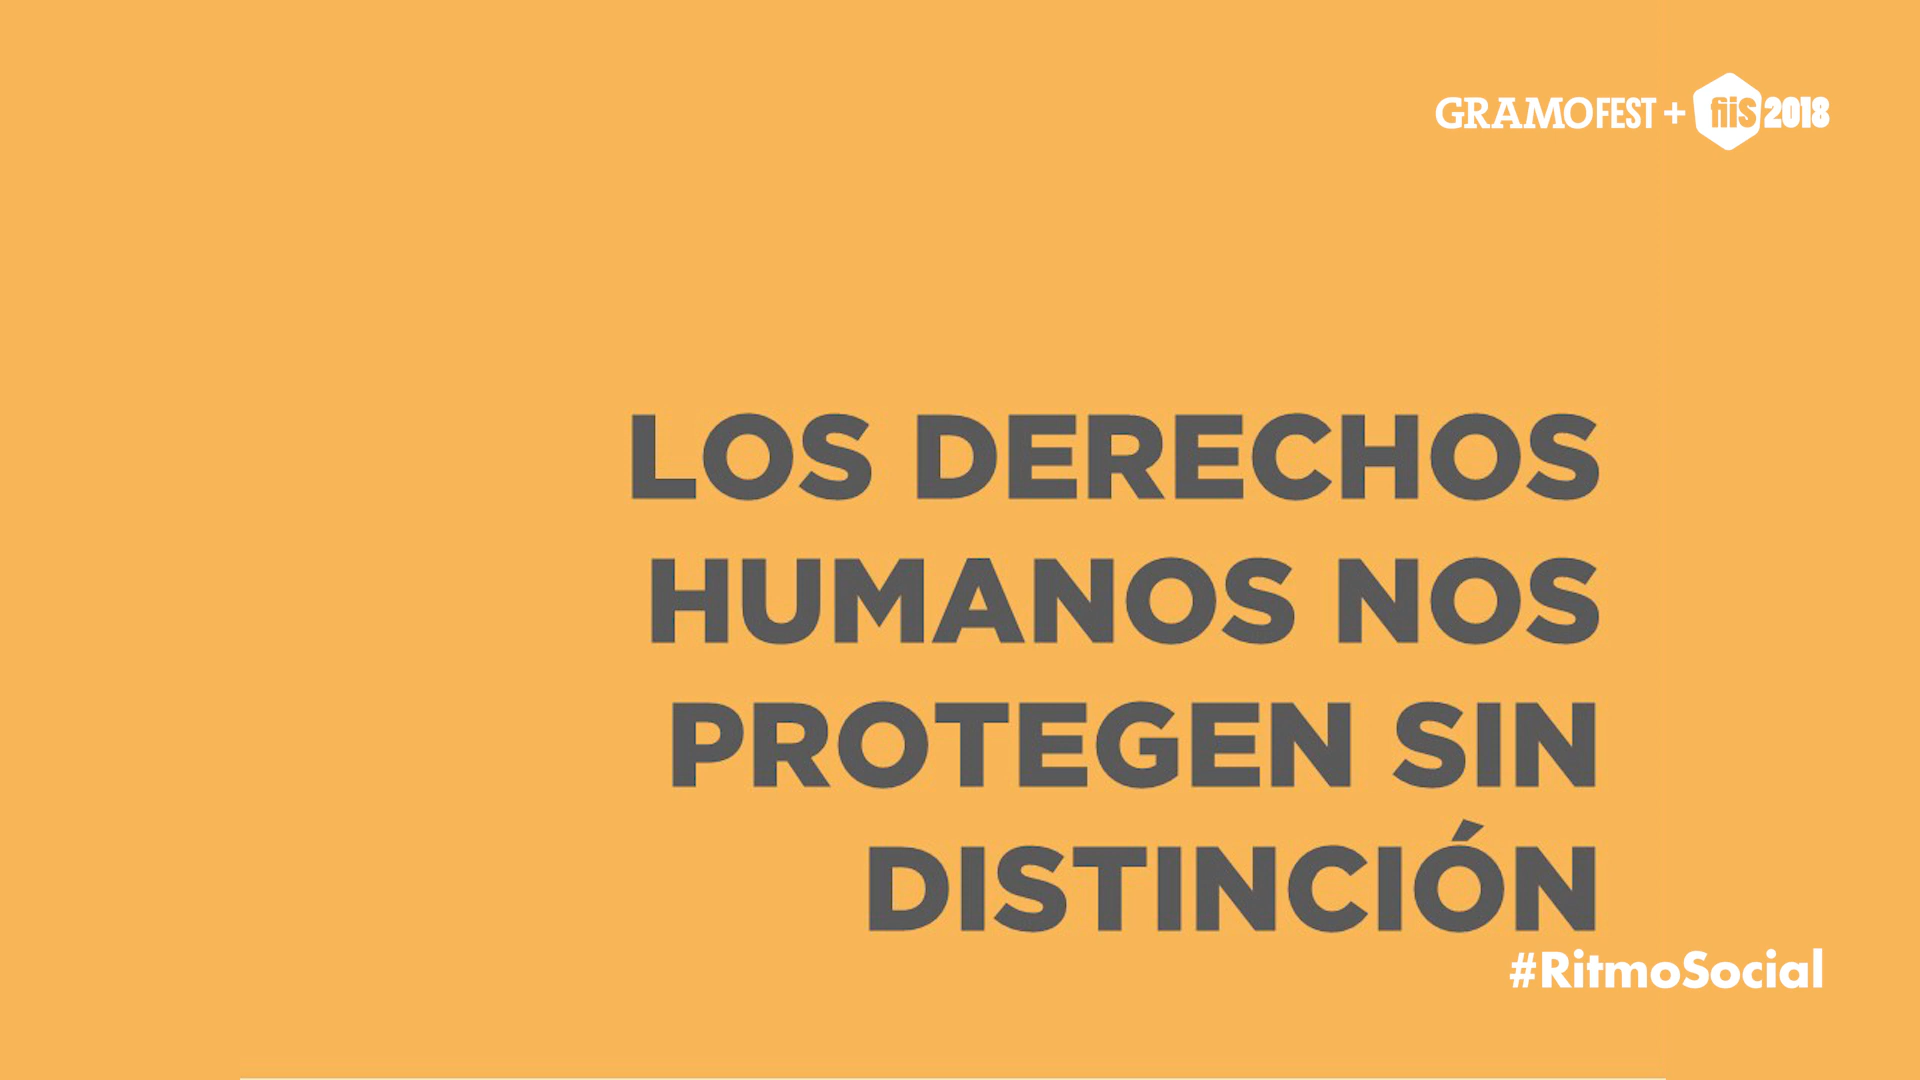 GRAMOFEST + fiiS 2018
LOS DERECHOS
HUMANOS NOS
PROTEGEN SIN
DISTINCIÓN
#RitmoSocial